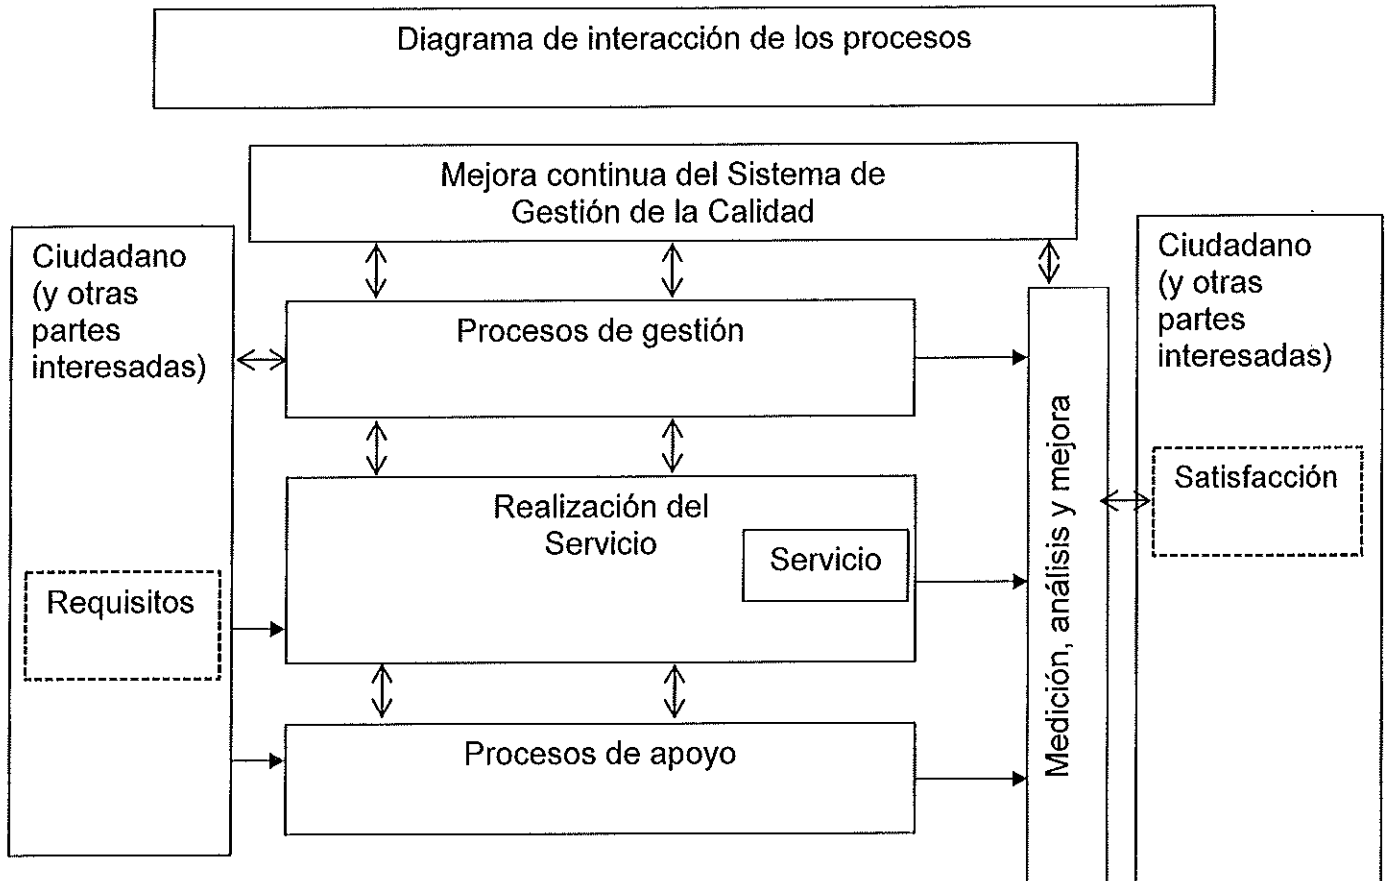 Diagrama de interacción de los procesos
Mejora continua del Sistema de
Gestión de la Calidad
Ciudadano
(y otras
partes
interesadas)
Requisitos
Procesos de gestión
Realización del
Servicio
Servicio
Procesos de apoyo
Medición, análisis y mejora
Ciudadano
(y otras
partes
interesadas)
Satisfacción